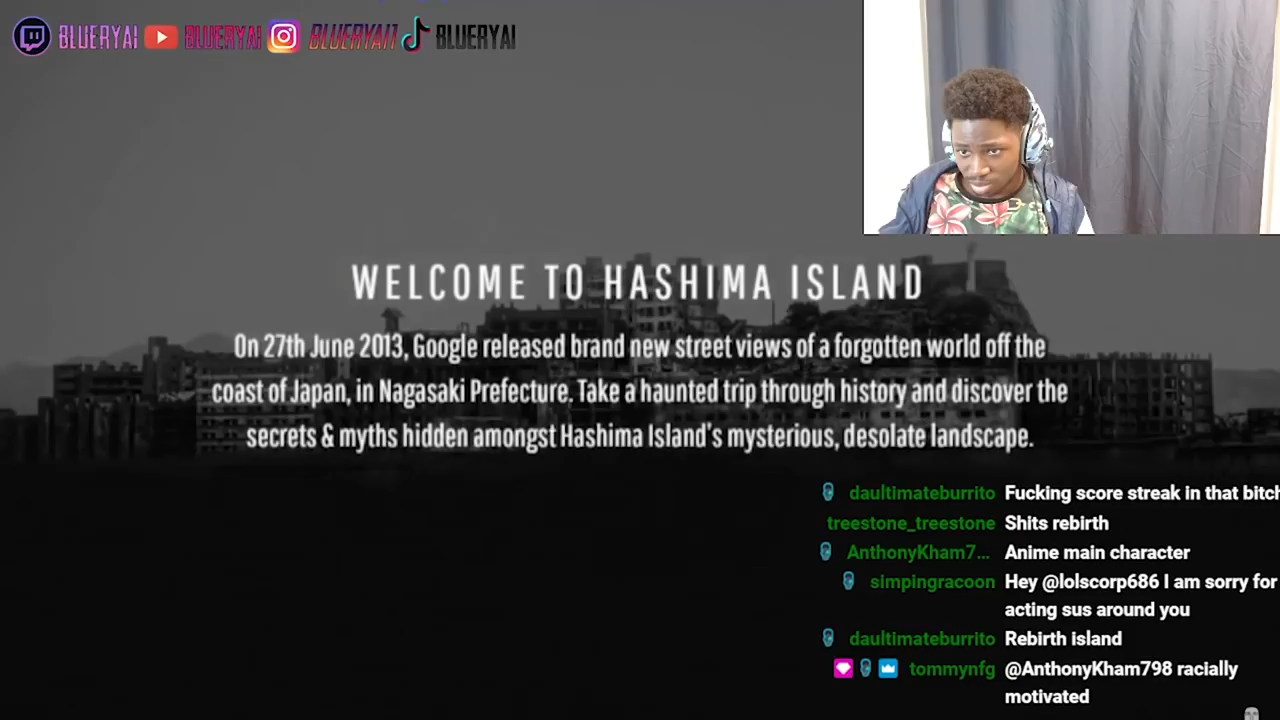 BLUERYAI BLUERYAI BLUERYAI1 BLUERYAI
WELCOME TO HASHIMA ISLAND
On 27th June 2013, Google released brand new street views of a forgotten world off the
coast of Japan, in Nagasaki Prefecture. Take a haunted trip through history and discover the
secrets & myths hidden amongst Hashima Island's mysterious, desolate landscape.
daultimateburrito Fucking score streak in that bitch
treestone_treestone Shits rebirth
AnthonyKham7... Anime main character
simpingracoon Hey @lolscorp686 I am sorry for
acting sus around you
daultimateburrito Rebirth island
tommynfg @AnthonyKham798 racially
motivated